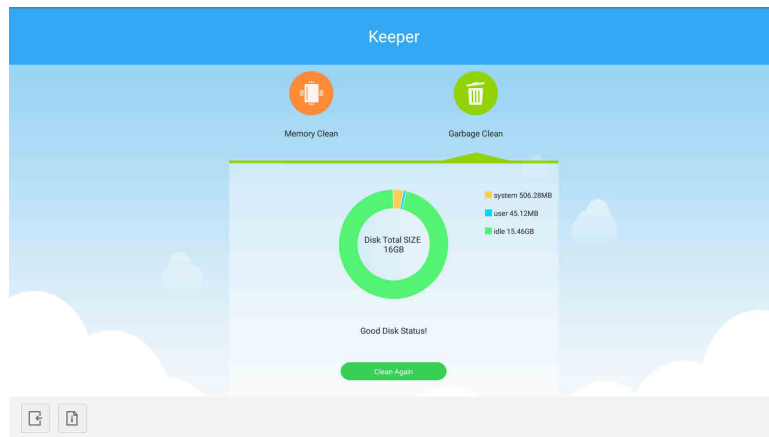 Keeper
Memory Clean
Garbage Clean
system 506.28MB
user 45.12MB
idle 15.46GB
Disk Total SIZE
16GB
Good Disk Status!
Clean Again